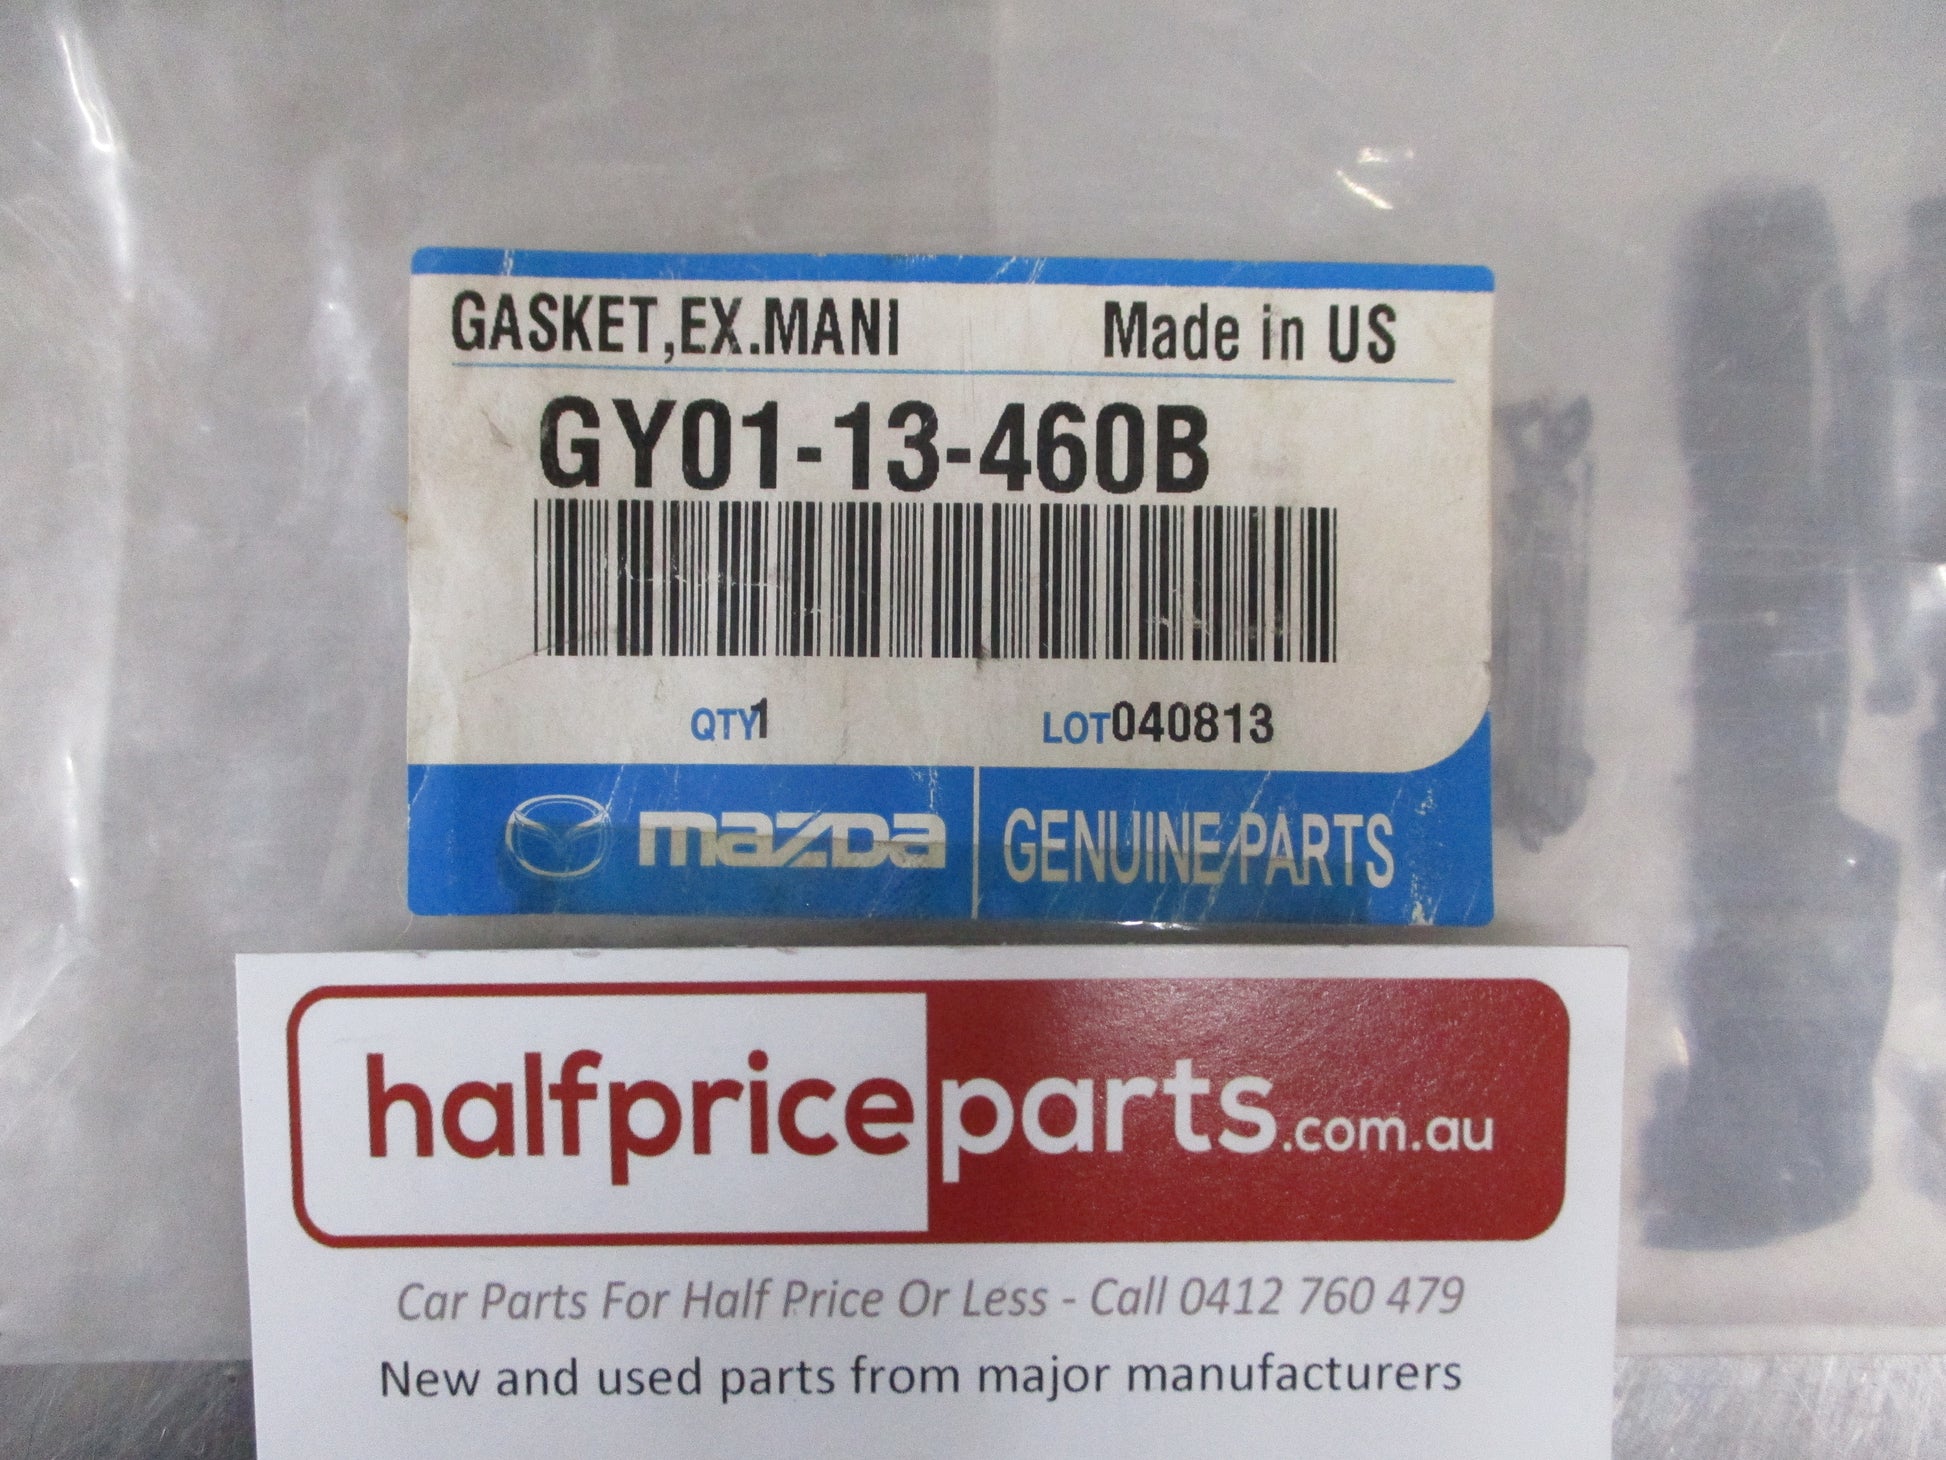 GASKET,EX.MANI Made in US
GY01-13-460B
QTY1 LOT040813
mazda GENUINE PARTS
halfpriceparts.com.au
Car Parts For Half Price Or Less - Call 0412 760 479
New and used parts from major manufacturers